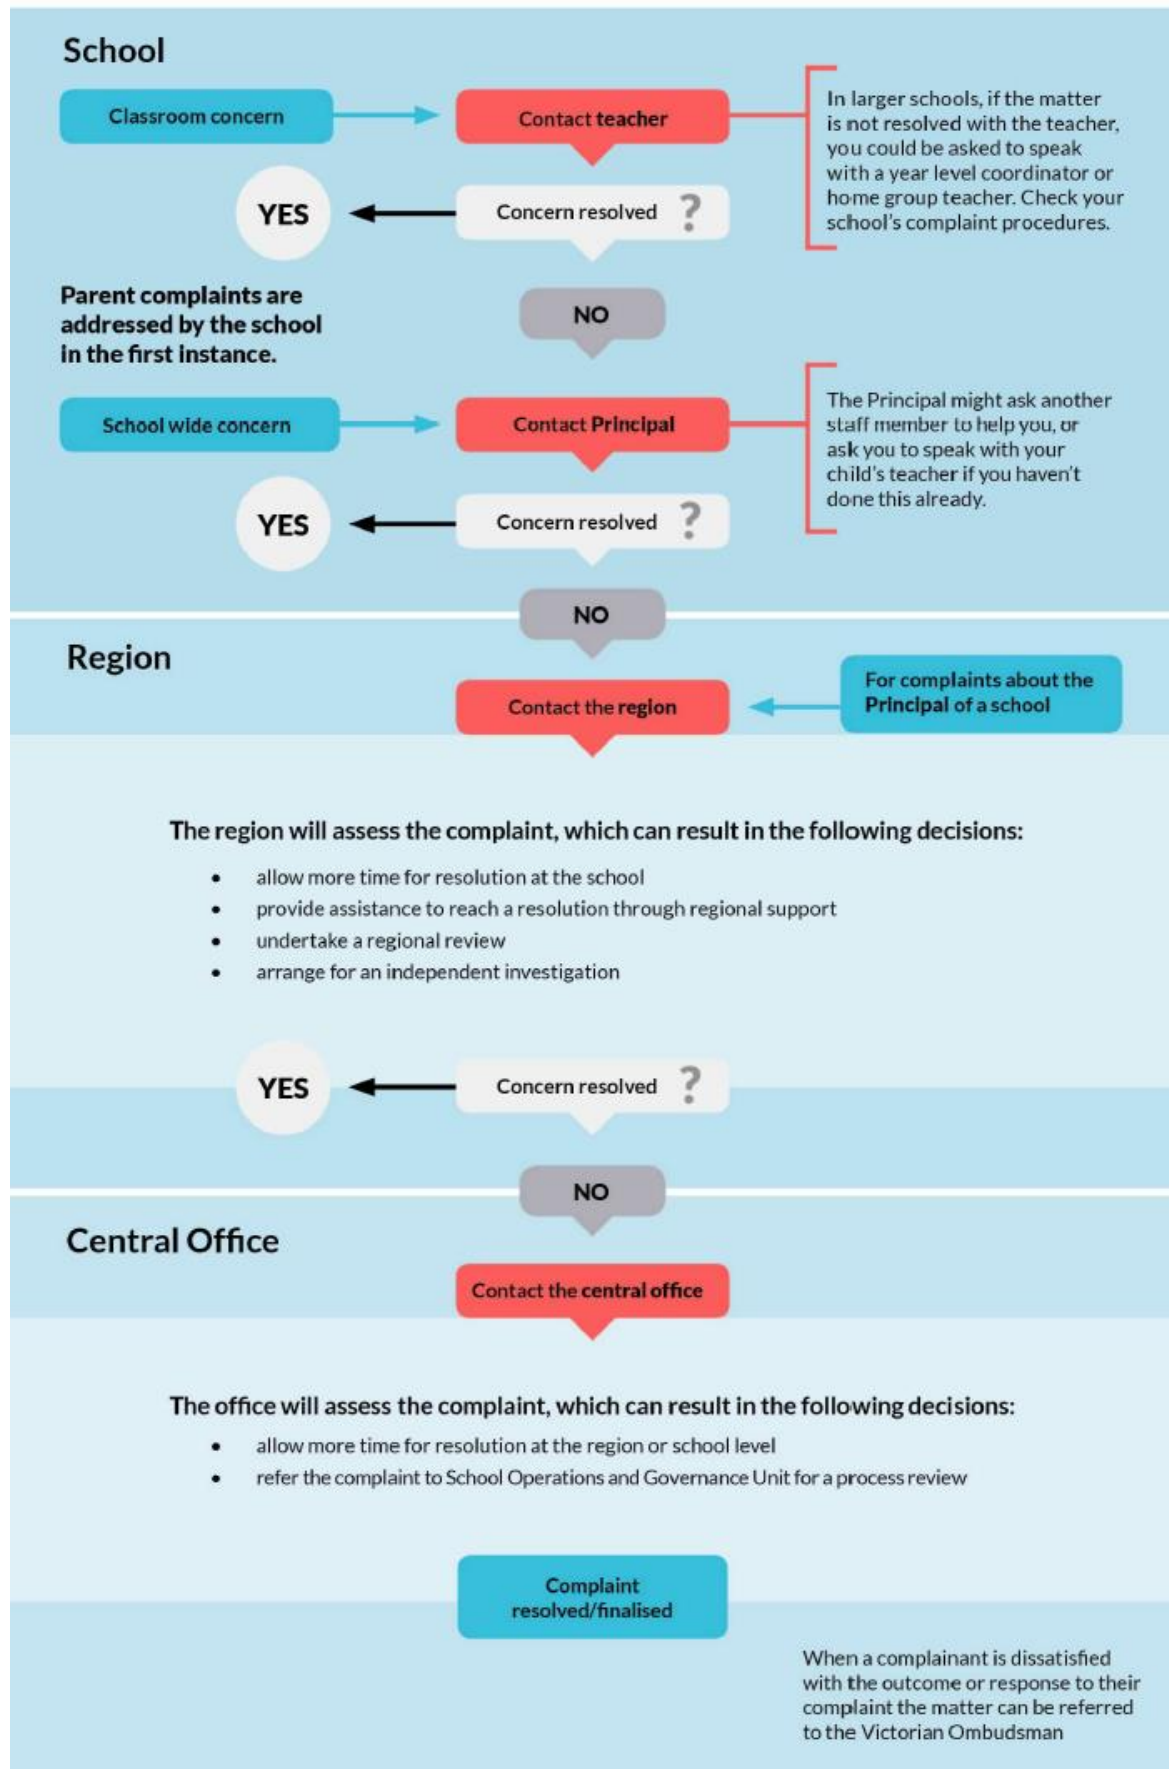 School
Classroom concern
Contact teacher
In larger schools, if the matter
is not resolved with the teacher,
you could be asked to speak
with a year level coordinator or
home group teacher. Check your
school's complaint procedures.
YES
Concern resolved ?
Parent complaints are
addressed by the school
in the first instance.
NO
School wide concern
Contact Principal
The Principal might ask another
staff member to help you, or
ask you to speak with your
child's teacher if you haven't
done this already.
YES
Concern resolved ?
NO
Region
Contact the region
For complaints about the
Principal of a school
The region will assess the complaint, which can result in the following decisions:
• allow more time for resolution at the school
• provide assistance to reach a resolution through regional support
• undertake a regional review
• arrange for an independent investigation
YES
Concern resolved ?
NO
Central Office
Contact the central office
The office will assess the complaint, which can result in the following decisions:
• allow more time for resolution at the region or school level
• refer the complaint to School Operations and Governance Unit for a process review
Complaint
resolved/finalised
When a complainant is dissatisfied
with the outcome or response to their
complaint the matter can be referred
to the Victorian Ombudsman